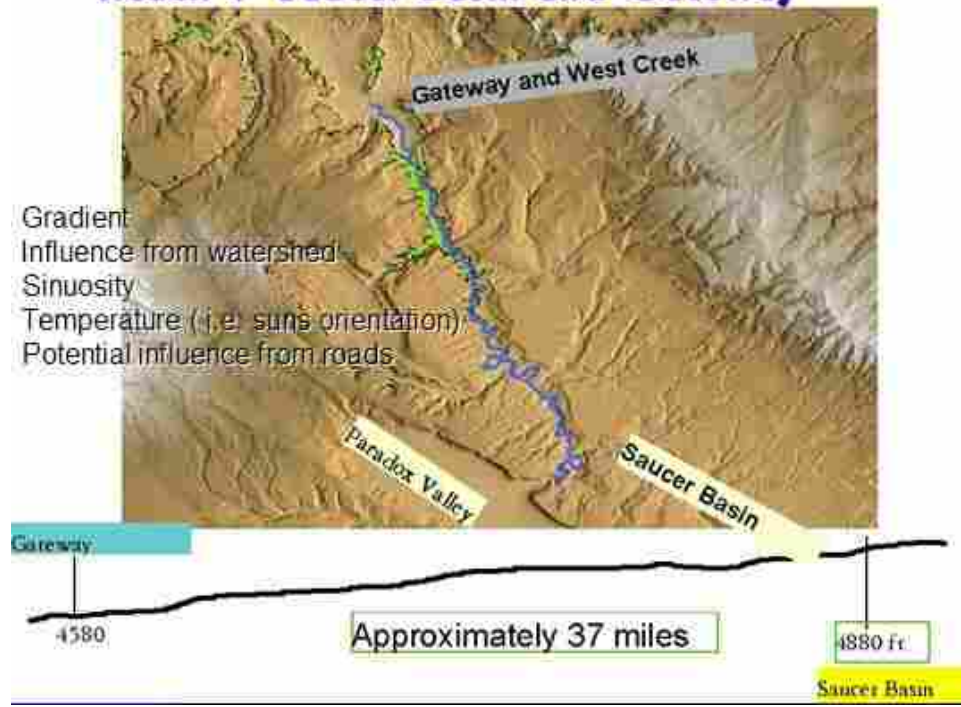 Gateway and West Creek
Gradient
Influence from watershed
Sinuosity
Temperature ( i.e. suns orientation)
Potential influence from roads
Paradox Valley
Saucer Basin
Gateway
4580
Approximately 37 miles
4880 ft
Saucer Basin